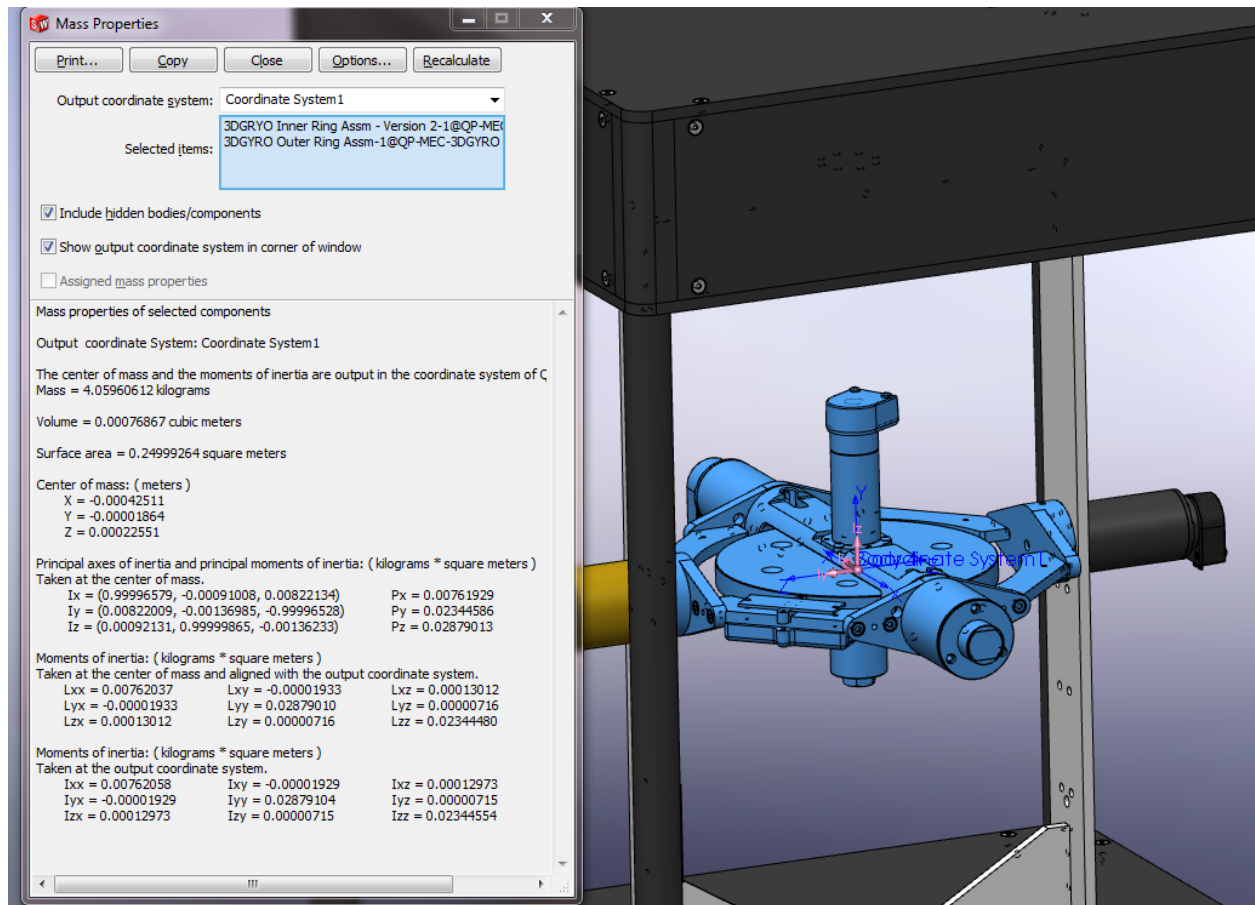 Mass Properties
Print... Copy Close Options... Recalculate
Output coordinate system: Coordinate System1
3DGRYO Inner Ring Assm - Version 2-1@QP-MEC
Selected items: 3DGYRO Outer Ring Assm-1@QP-MEC-3DGYRO
Include hidden bodies/components
Show output coordinate system in corner of window
Assigned mass properties
Mass properties of selected components
Output coordinate System: Coordinate System1
The center of mass and the moments of inertia are output in the coordinate system of
Mass = 4.05960612 kilograms
Volume = 0.00076867 cubic meters
Surface area = 0.24999264 square meters
Center of mass: ( meters )
X = -0.00042511
Y = -0.00001864
Z = 0.00022551
Principal axes of inertia and principal moments of inertia: ( kilograms * square meters )
Taken at the center of mass.
Ix = (0.99996579, -0.00091008, 0.00822134) Px = 0.00761929
Iy = (0.00822009, -0.00136985, -0.99996528) Py = 0.02344586
Iz = (0.00092131, 0.99999865, -0.00136233) Pz = 0.02879013
Moments of inertia: ( kilograms * square meters )
Taken at the center of mass and aligned with the output coordinate system.
Lxx = 0.00762037 Lxy = -0.00001933 Lxz = 0.00013012
Lyx = -0.00001933 Lyy = 0.02879010 Lyz = 0.00000716
Lzx = 0.00013012 Lzy = 0.00000716 Lzz = 0.02344480
Moments of inertia: ( kilograms * square meters )
Taken at the output coordinate system.
Ixx = 0.00762058 Ixy = -0.00001929 Ixz = 0.00012973
Iyx = -0.00001929 Iyy = 0.02879104 Iyz = 0.00000715
Izx = 0.00012973 Izy = 0.00000715 Izz = 0.02344554
Y
Iz
Coordinate System1
Iy
Z
X